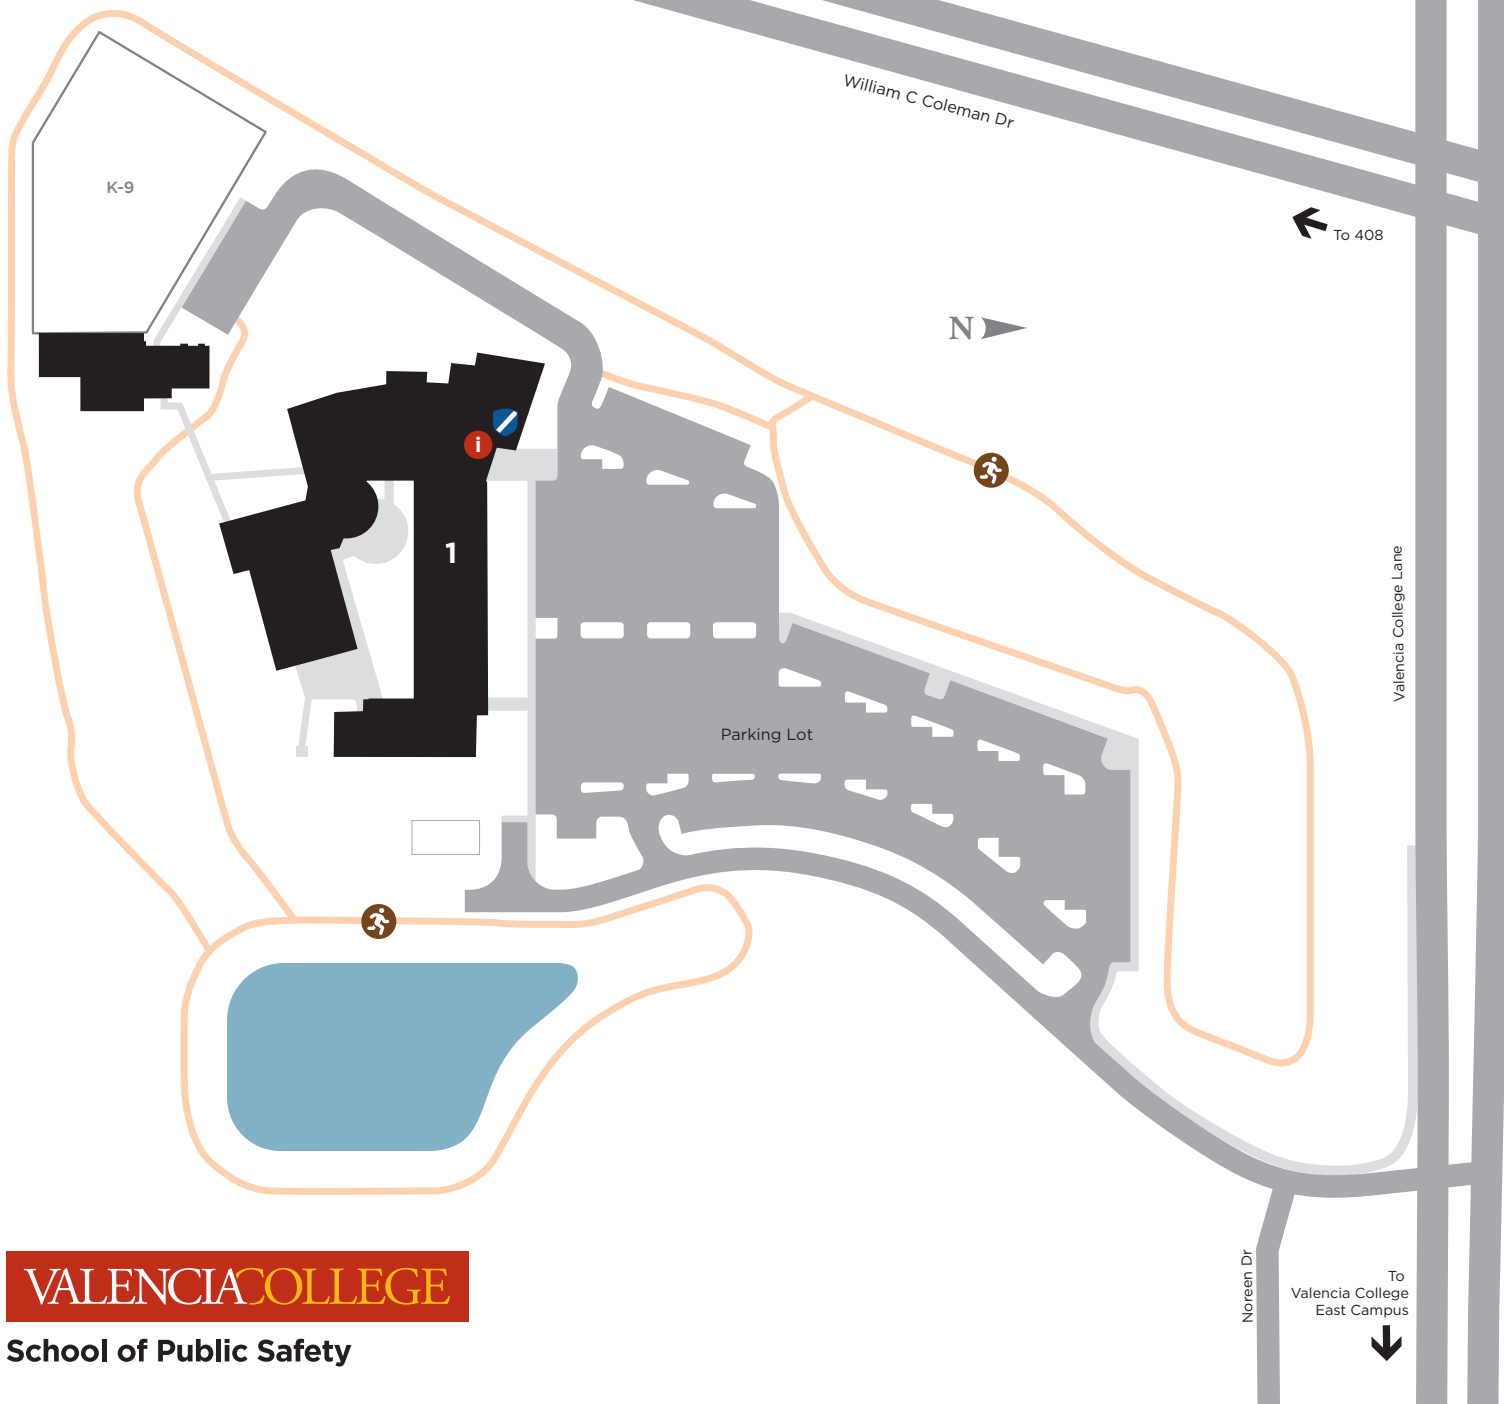 William C Coleman Dr
K-9
To 408
N
i
1
Valencia College Lane
Parking Lot
VALENCIACOLLEGE
School of Public Safety
Noreen Dr
To
Valencia College
East Campus